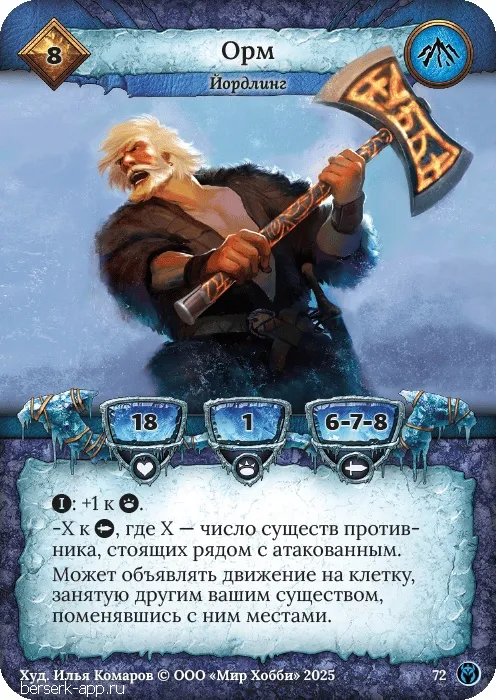 8
Орм
Йордлинг
18
1
6-7-8
I: +1 к .
-X к , где X — число существ против-
ника, стоящих рядом с атакованным.
Может объявлять движение на клетку,
занятую другим вашим существом,
поменявшись с ним местами.
Худ. Илья Комаров © ООО «Мир Хобби» 2025
72
berserk-app.ru